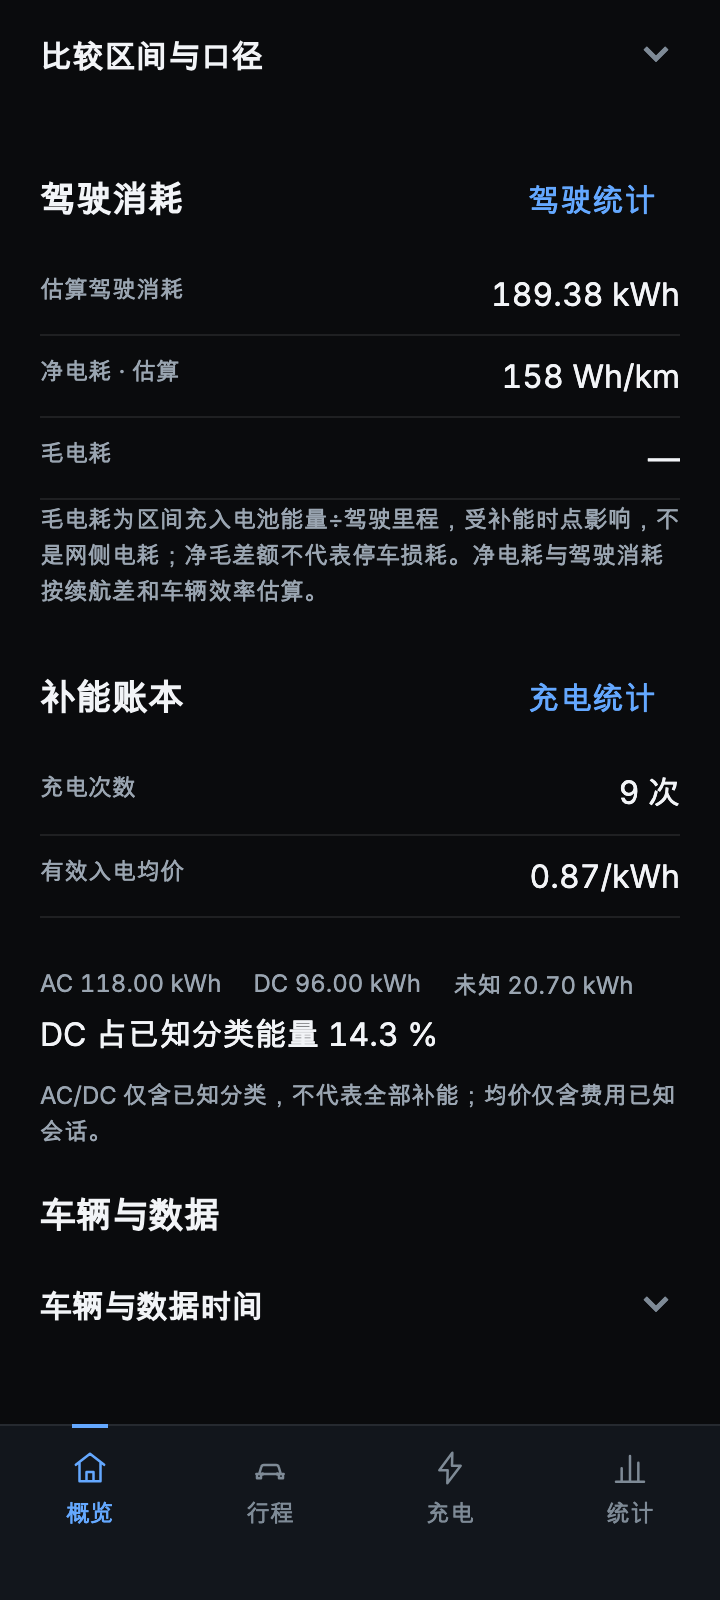 比较区间与口径
驾驶消耗 驾驶统计
估算驾驶消耗 189.38 kWh
净电耗 · 估算 158 Wh/km
毛电耗 —
毛电耗为区间充入电池能量÷驾驶里程，受补能时点影响，不
是网侧电耗；净毛差额不代表停车损耗。净电耗与驾驶消耗
按续航差和车辆效率估算。
补能账本 充电统计
充电次数 9 次
有效入电均价 0.87/kWh
AC 118.00 kWh DC 96.00 kWh 未知 20.70 kWh
DC 占已知分类能量 14.3 %
AC/DC 仅含已知分类，不代表全部补能；均价仅含费用已知
会话。
车辆与数据
车辆与数据时间
概览 行程 充电 统计